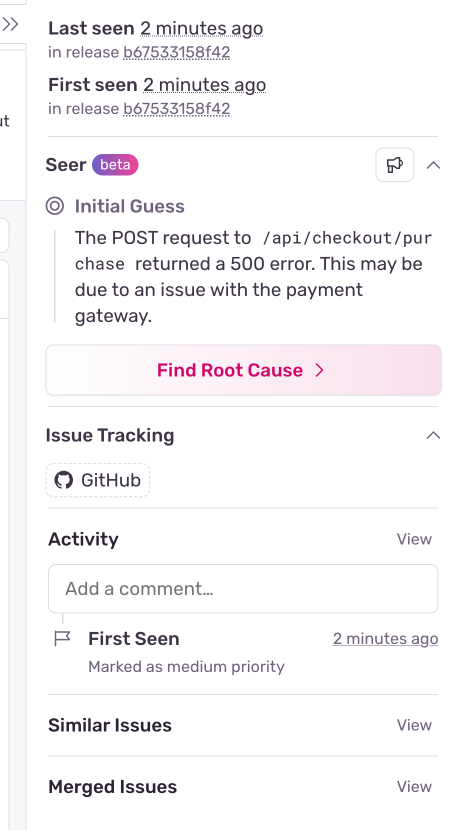 Last seen 2 minutes ago
in release b67533158f42
First seen 2 minutes ago
in release b67533158f42
Seer beta
Initial Guess
The POST request to /api/checkout/pur
chase returned a 500 error. This may be
due to an issue with the payment
gateway.
Find Root Cause
Issue Tracking
GitHub
Activity View
Add a comment…
First Seen 2 minutes ago
Marked as medium priority
Similar Issues View
Merged Issues View